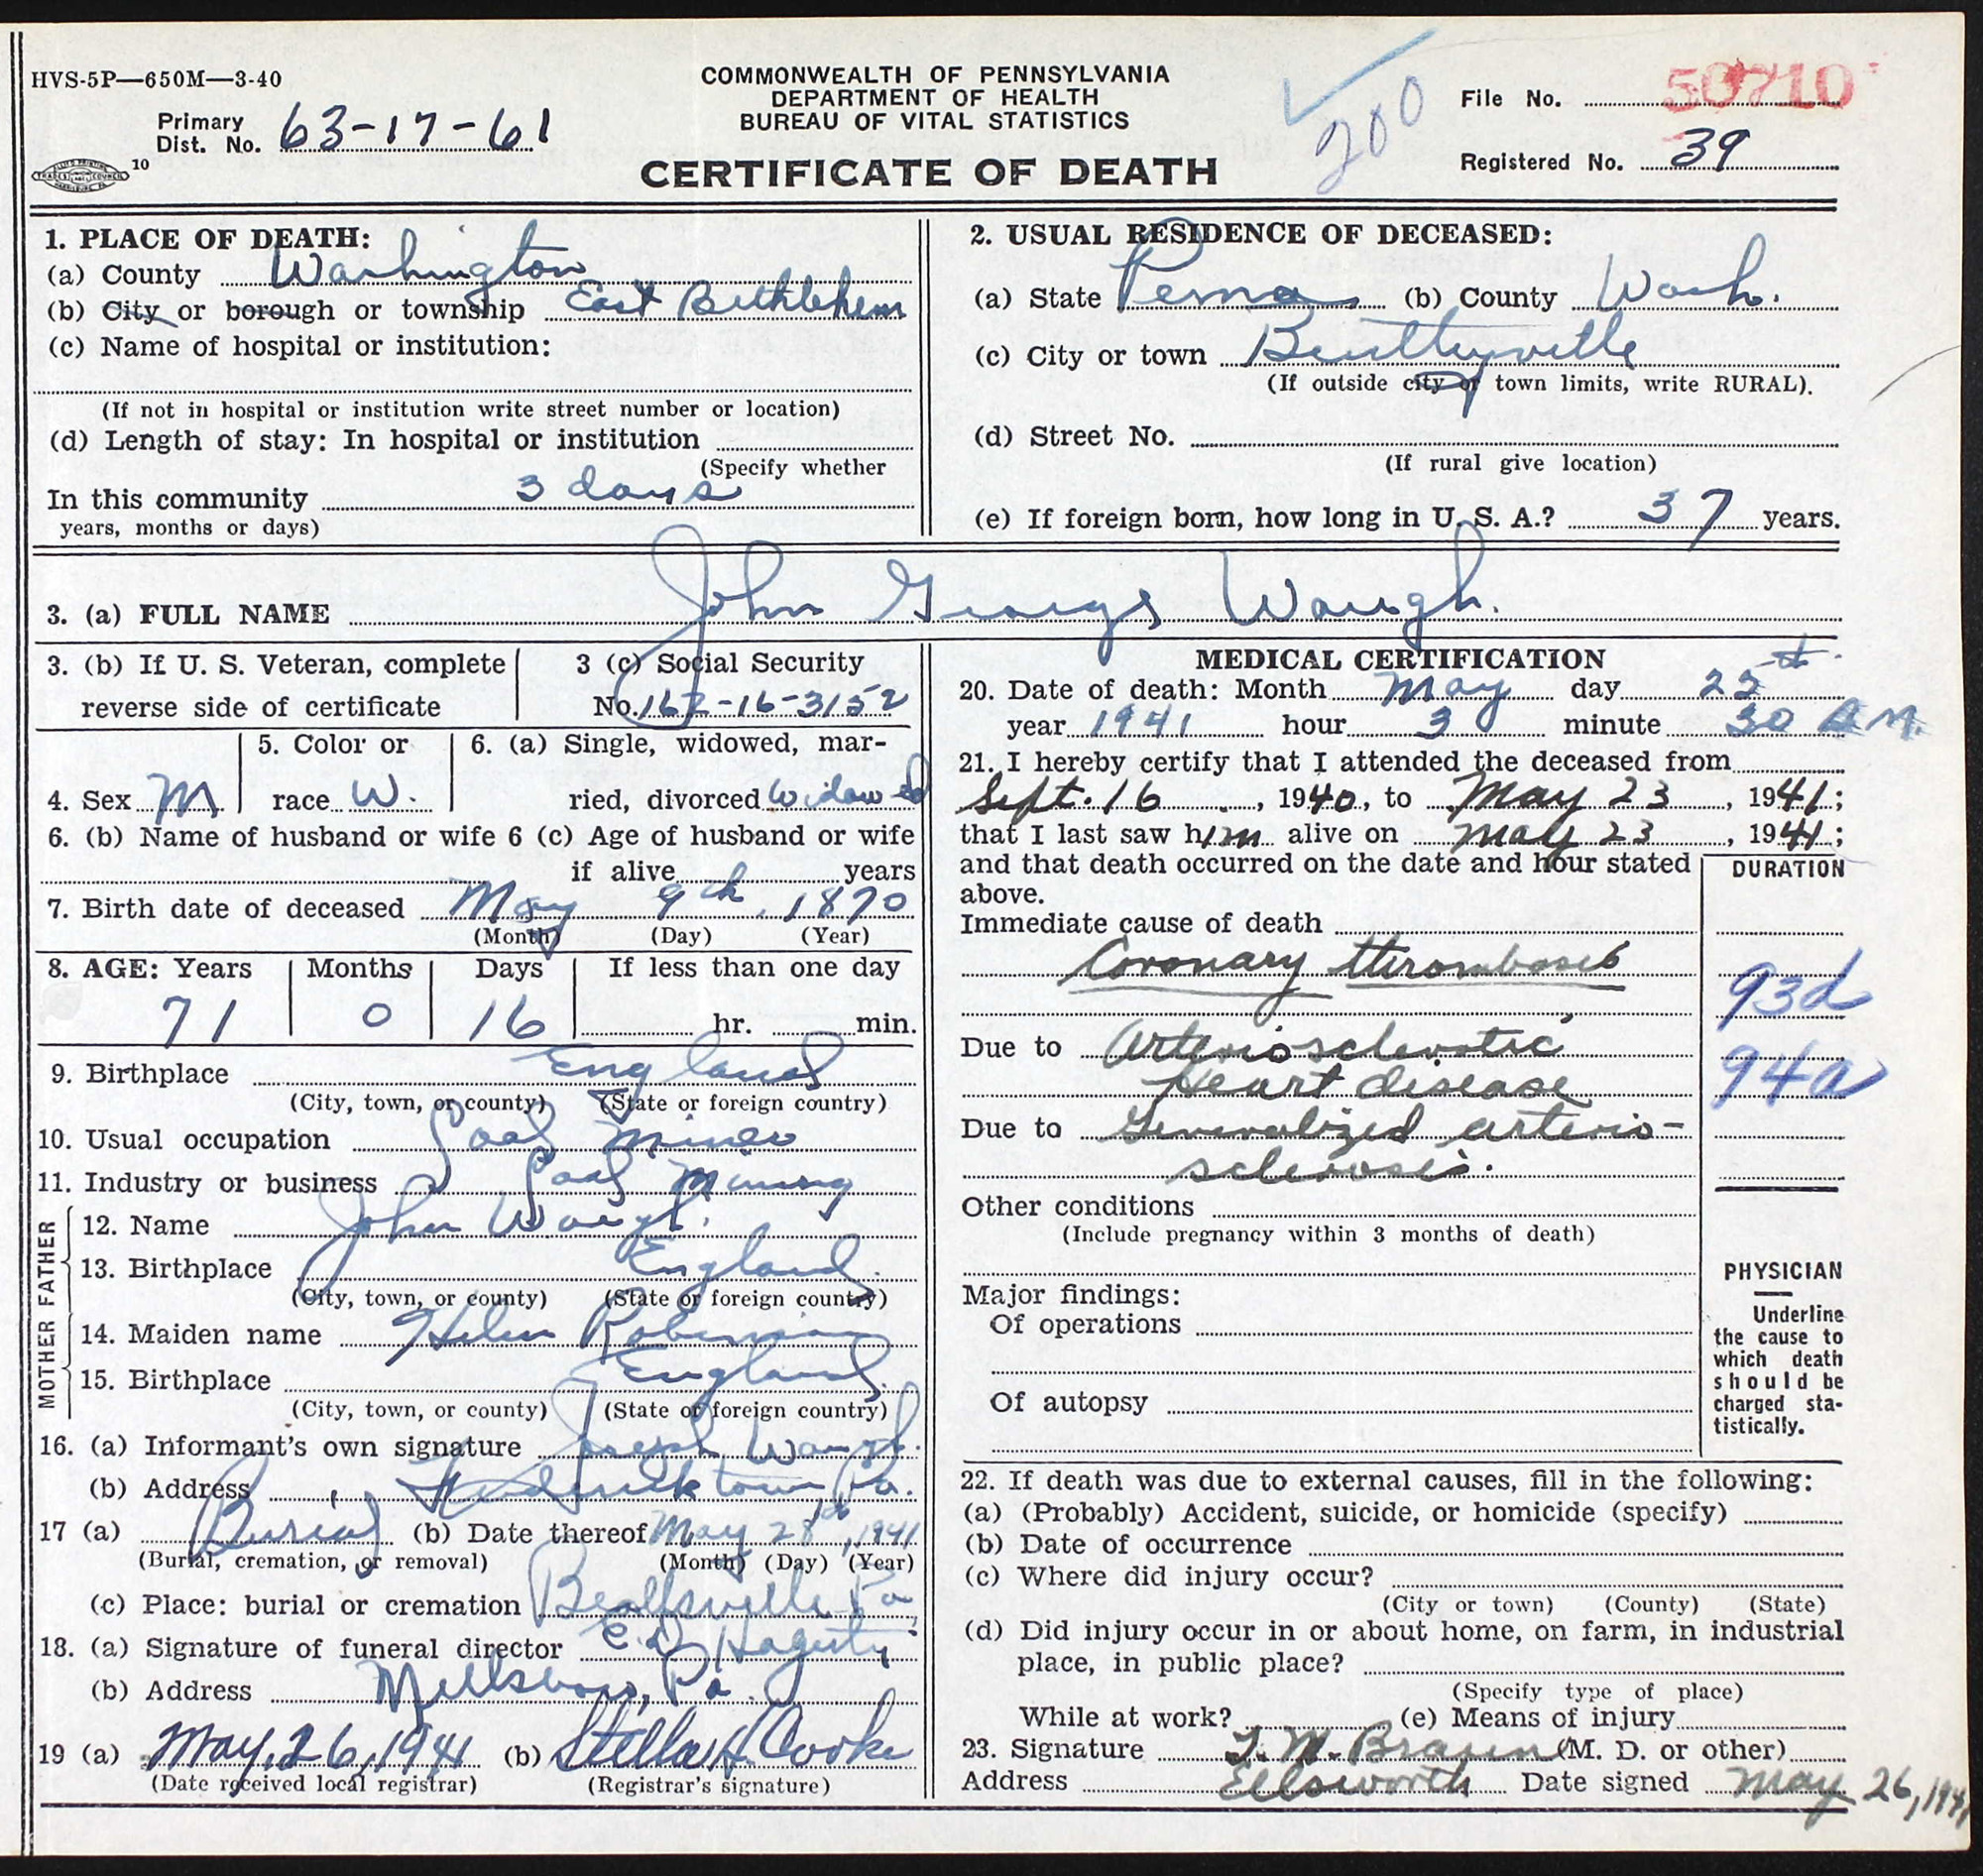 HVS-5P—650M—3-40
COMMONWEALTH OF PENNSYLVANIA
DEPARTMENT OF HEALTH
BUREAU OF VITAL STATISTICS
CERTIFICATE OF DEATH
Primary
Dist. No. 63-17-61
10
200
File No. 50710
Registered No. 39
1. PLACE OF DEATH:
(a) County Washington
(b) City or borough or township East Bethlehem
(c) Name of hospital or institution:
(If not in hospital or institution write street number or location)
(d) Length of stay: In hospital or institution
(Specify whether
In this community 3 days
years, months or days)
2. USUAL RESIDENCE OF DECEASED:
(a) State Penna (b) County Wash.
(c) City or town Bentleyville
(If outside city or town limits, write RURAL).
(d) Street No.
(If rural give location)
(e) If foreign born, how long in U. S. A.? 37 years.
3. (a) FULL NAME John George Waugh.
3. (b) If U. S. Veteran, complete
reverse side of certificate
3 (c) Social Security
No. 162-16-3152
4. Sex M
5. Color or
race W.
6. (a) Single, widowed, mar-
ried, divorced Widowed
6. (b) Name of husband or wife 6 (c) Age of husband or wife
if alive years
7. Birth date of deceased May 9th, 1870
(Month) (Day) (Year)
8. AGE: Years Months Days If less than one day
71 0 16 hr. min.
9. Birthplace England
(City, town, or county) (State or foreign country)
10. Usual occupation Coal Miner
11. Industry or business Coal Mining
FATHER
12. Name John Waugh.
13. Birthplace England.
(City, town, or county) (State or foreign country)
MOTHER
14. Maiden name Helen Robinson
15. Birthplace England.
(City, town, or county) (State or foreign country)
16. (a) Informant's own signature Joseph Waugh.
(b) Address Fredericktown Pa.
17 (a) Burial (b) Date thereof May 28th, 1941
(Burial, cremation, or removal) (Month) (Day) (Year)
(c) Place: burial or cremation Beallsville Pa,
18. (a) Signature of funeral director Hagerty
(b) Address Millsboro, Pa.
19 (a) May, 26, 1941 (b) Stella H. Cooke
(Date received local registrar) (Registrar's signature)
MEDICAL CERTIFICATION
20. Date of death: Month May day 25th
year 1941 hour 3 minute 30 A.M.
21. I hereby certify that I attended the deceased from
Sept. 16, 1940, to May 23, 1941;
that I last saw him alive on May 23, 1941;
and that death occurred on the date and hour stated
above.
DURATION
Immediate cause of death
Coronary thrombosis
93d
Due to Arteriosclerotic
Heart disease
94a
Due to Generalized arterio-
sclerosis.
Other conditions
(Include pregnancy within 3 months of death)
Major findings:
Of operations
Of autopsy
PHYSICIAN
Underline
the cause to
which death
should be
charged sta-
tistically.
22. If death was due to external causes, fill in the following:
(a) (Probably) Accident, suicide, or homicide (specify)
(b) Date of occurrence
(c) Where did injury occur?
(City or town) (County) (State)
(d) Did injury occur in or about home, on farm, in industrial
place, in public place?
(Specify type of place)
While at work? (e) Means of injury
23. Signature T. M. Braun (M. D. or other)
Address Ellsworth Date signed May 26, 1941